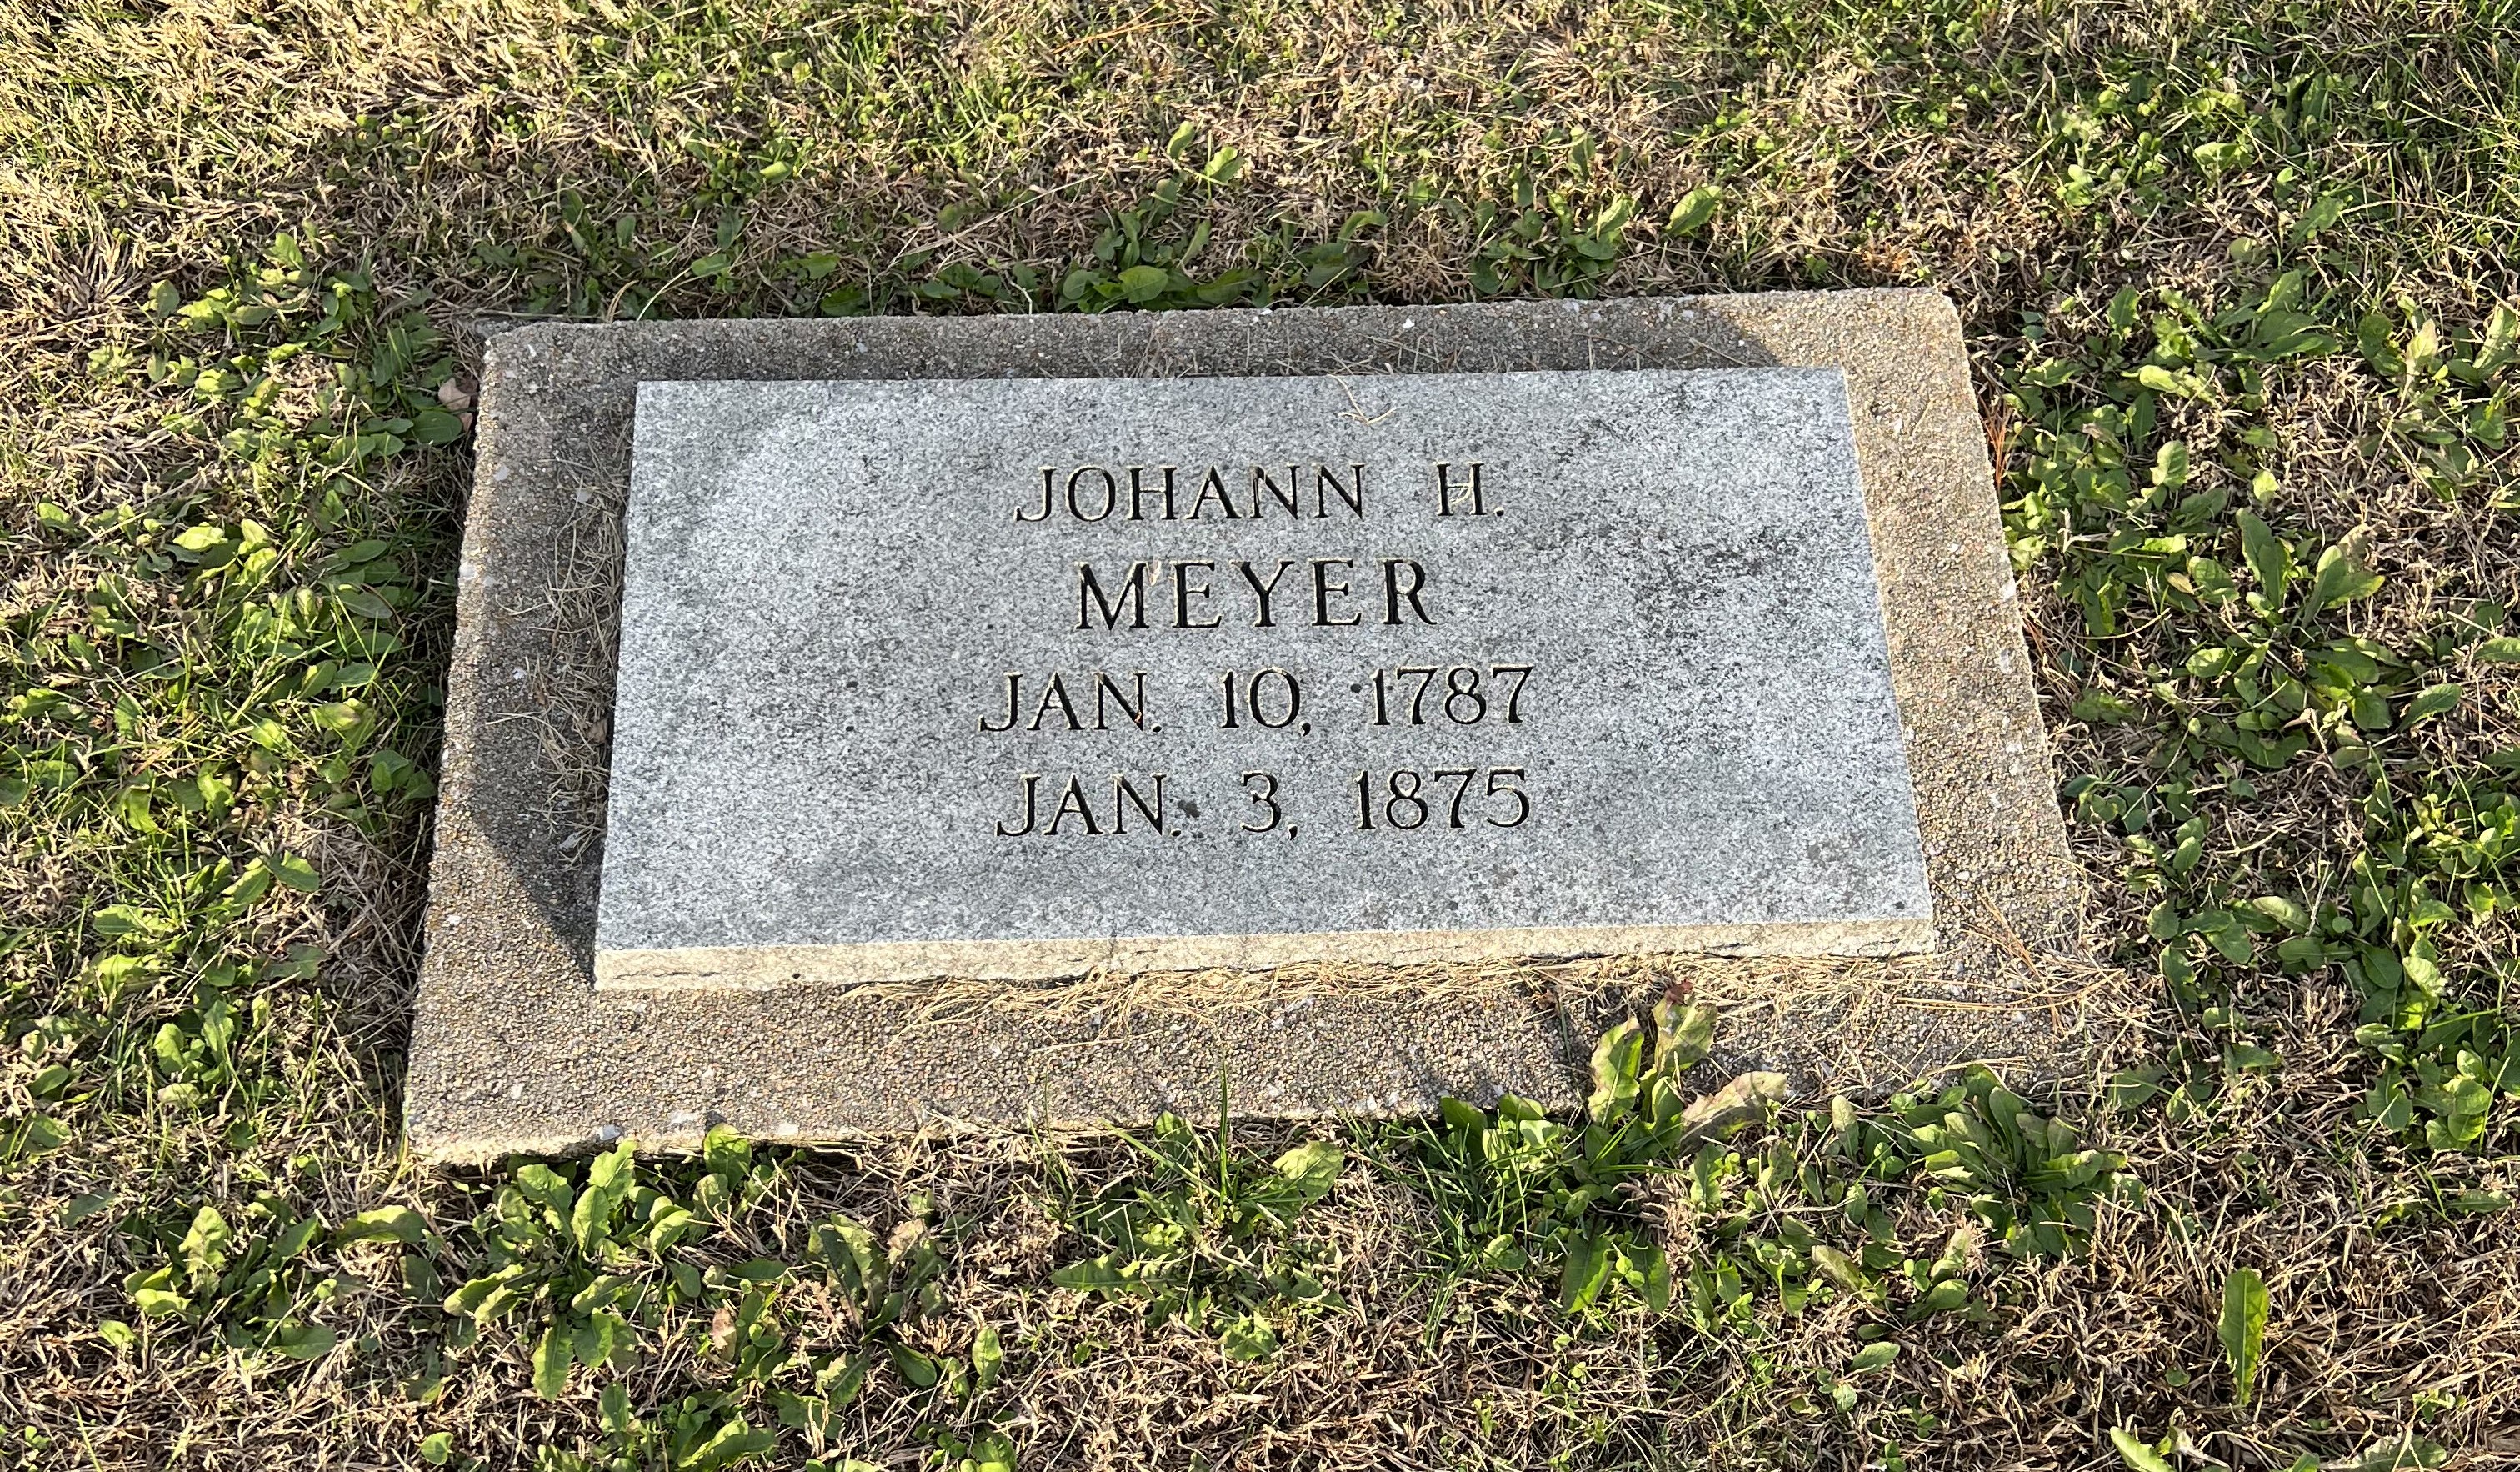 JOHANN H.
MEYER
JAN. 10, 1787
JAN. 3, 1875